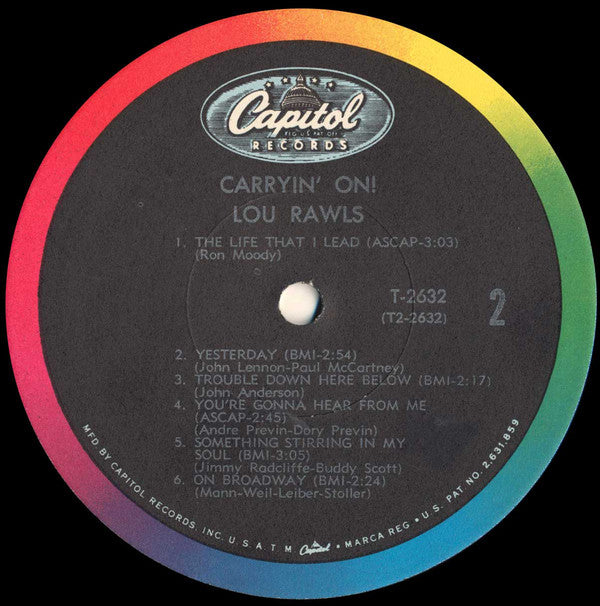 Capitol
REG. U.S. PAT. OFF.
RECORDS
CARRYIN' ON!
LOU RAWLS
1. THE LIFE THAT I LEAD (ASCAP-3:03)
(Ron Moody)
T-2632
(T2-2632)
2
2. YESTERDAY (BMI-2:54)
(John Lennon-Paul McCartney)
3. TROUBLE DOWN HERE BELOW (BMI-2:17)
(John Anderson)
4. YOU'RE GONNA HEAR FROM ME
(ASCAP-2:45)
(Andre Previn-Dory Previn)
5. SOMETHING STIRRING IN MY
SOUL (BMI-3:05)
(Jimmy Radcliffe-Buddy Scott)
6. ON BROADWAY (BMI-2:24)
(Mann-Weil-Leiber-Stoller)
MFD BY CAPITOL RECORDS, INC. U.S.A. T.M. Capitol • MARCA REG • U.S. PAT. NO. 2,631,859